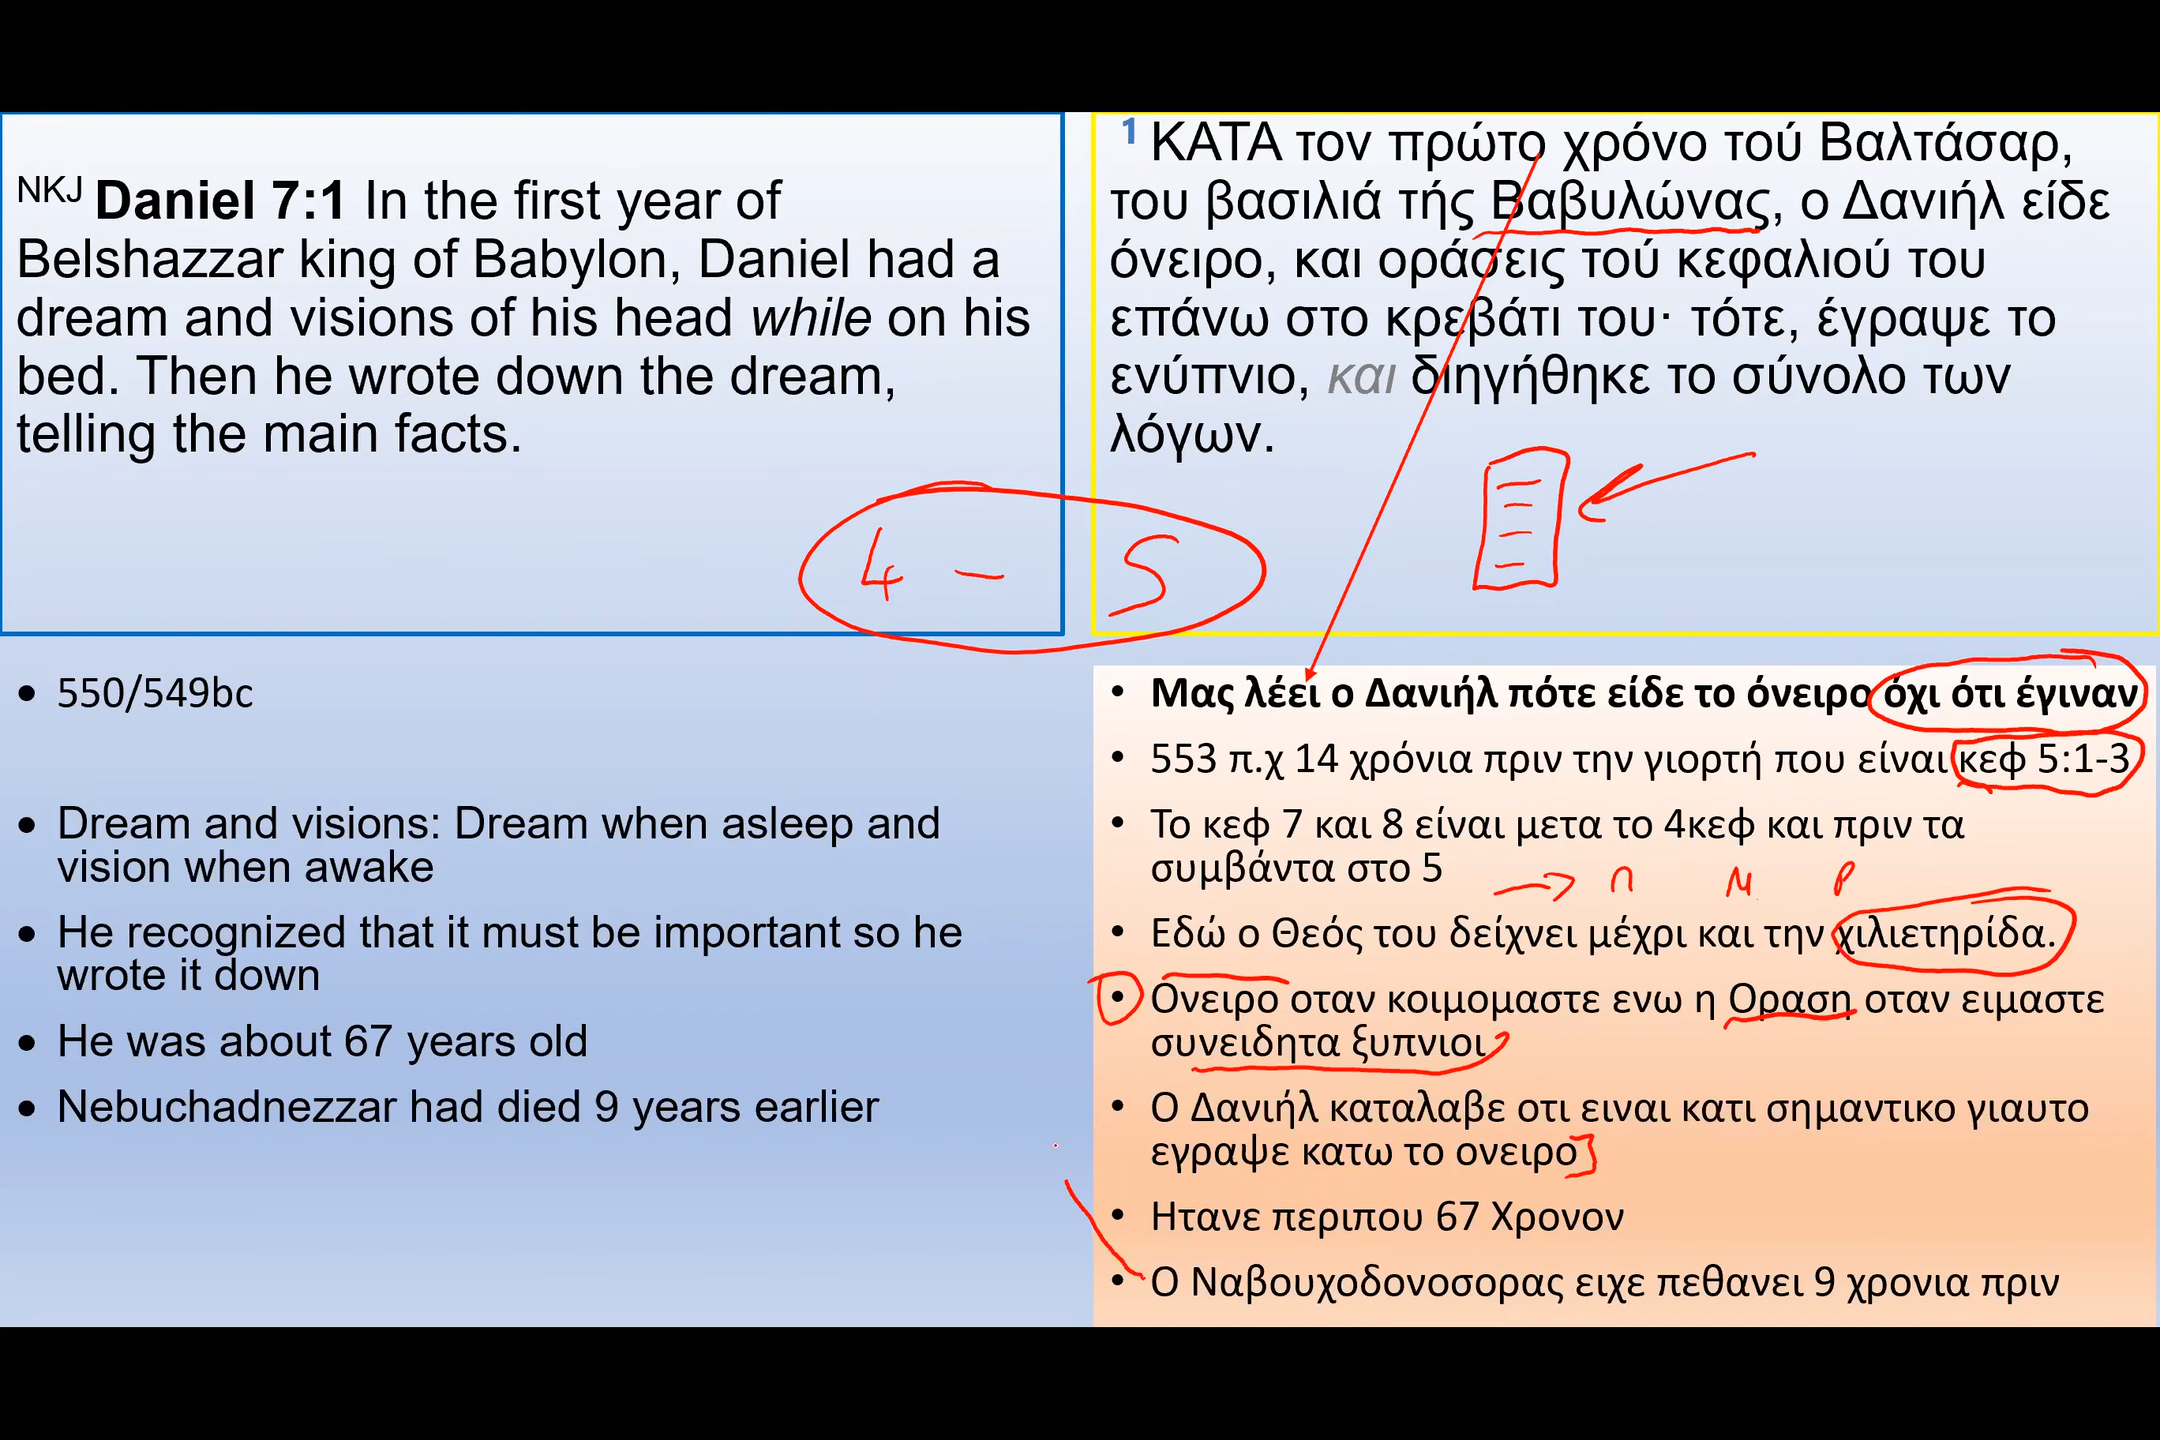 NKJ Daniel 7:1 In the first year of
Belshazzar king of Babylon, Daniel had a
dream and visions of his head while on his
bed. Then he wrote down the dream,
telling the main facts.
1 ΚΑΤΑ τον πρώτο χρόνο τού Βαλτάσαρ,
του βασιλιά τής Βαβυλώνας, ο Δανιήλ είδε
όνειρο, και οράσεις τού κεφαλιού του
επάνω στο κρεβάτι του· τότε, έγραψε το
ενύπνιο, και διηγήθηκε το σύνολο των
λόγων.
4 – 5
• 550/549bc
• Dream and visions: Dream when asleep and
vision when awake
• He recognized that it must be important so he
wrote it down
• He was about 67 years old
• Nebuchadnezzar had died 9 years earlier
• Μας λέει ο Δανιήλ πότε είδε το όνειρο όχι ότι έγιναν
• 553 π.χ 14 χρόνια πριν την γιορτή που είναι κεφ 5:1-3
• Το κεφ 7 και 8 είναι μετα το 4κεφ και πριν τα
συμβάντα στο 5
Π Μ Ρ
• Εδώ ο Θεός του δείχνει μέχρι και την χιλιετηρίδα.
• Ονειρο οταν κοιμομαστε ενω η Οραση οταν ειμαστε
συνειδητα ξυπνιοι
• Ο Δανιήλ καταλαβε οτι ειναι κατι σημαντικο γιαυτο
εγραψε κατω το ονειρο
• Ητανε περιπου 67 Χρονον
• Ο Ναβουχοδονοσορας ειχε πεθανει 9 χρονια πριν